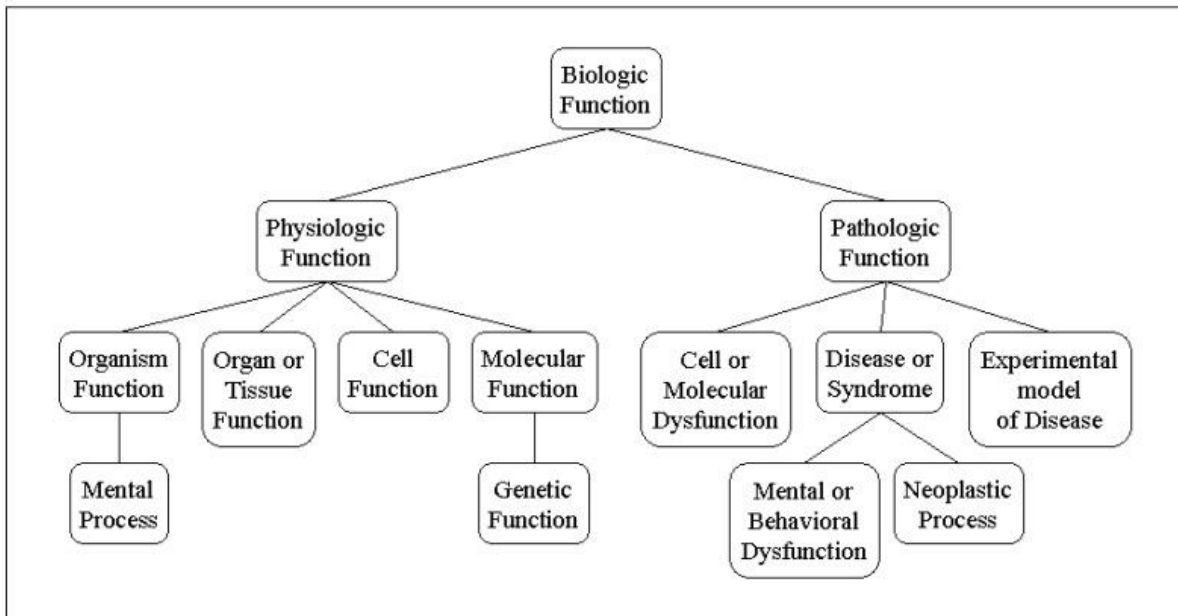 Biologic
Function
Physiologic
Function
Pathologic
Function
Organism
Function
Organ or
Tissue
Function
Cell
Function
Molecular
Function
Cell or
Molecular
Dysfunction
Disease or
Syndrome
Experimental
model
of Disease
Mental
Process
Genetic
Function
Mental or
Behavioral
Dysfunction
Neoplastic
Process